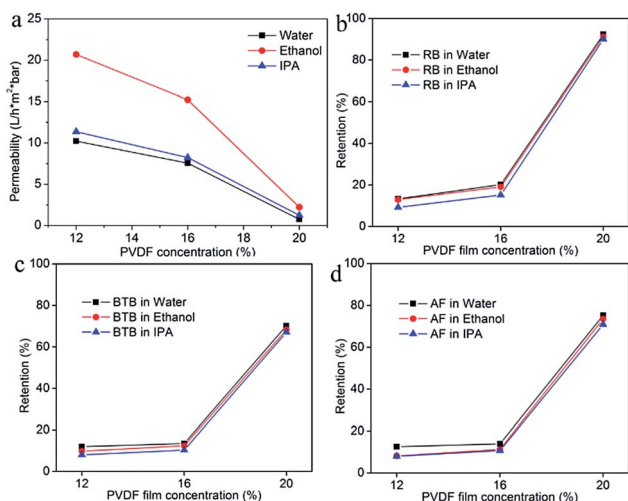 a
25
20
15
10
5
0
Permeability (L/h*m²*bar)
Water
Ethanol
IPA
12
14
16
18
20
PVDF concentration (%)
b
100
80
60
40
20
0
Retention (%)
RB in Water
RB in Ethanol
RB in IPA
12
16
20
PVDF film concentration (%)
c
100
80
60
40
20
0
Retention (%)
BTB in Water
BTB in Ethanol
BTB in IPA
12
16
20
PVDF film concentration (%)
d
100
80
60
40
20
0
Retention (%)
AF in Water
AF in Ethanol
AF in IPA
12
16
20
PVDF film concentration (%)